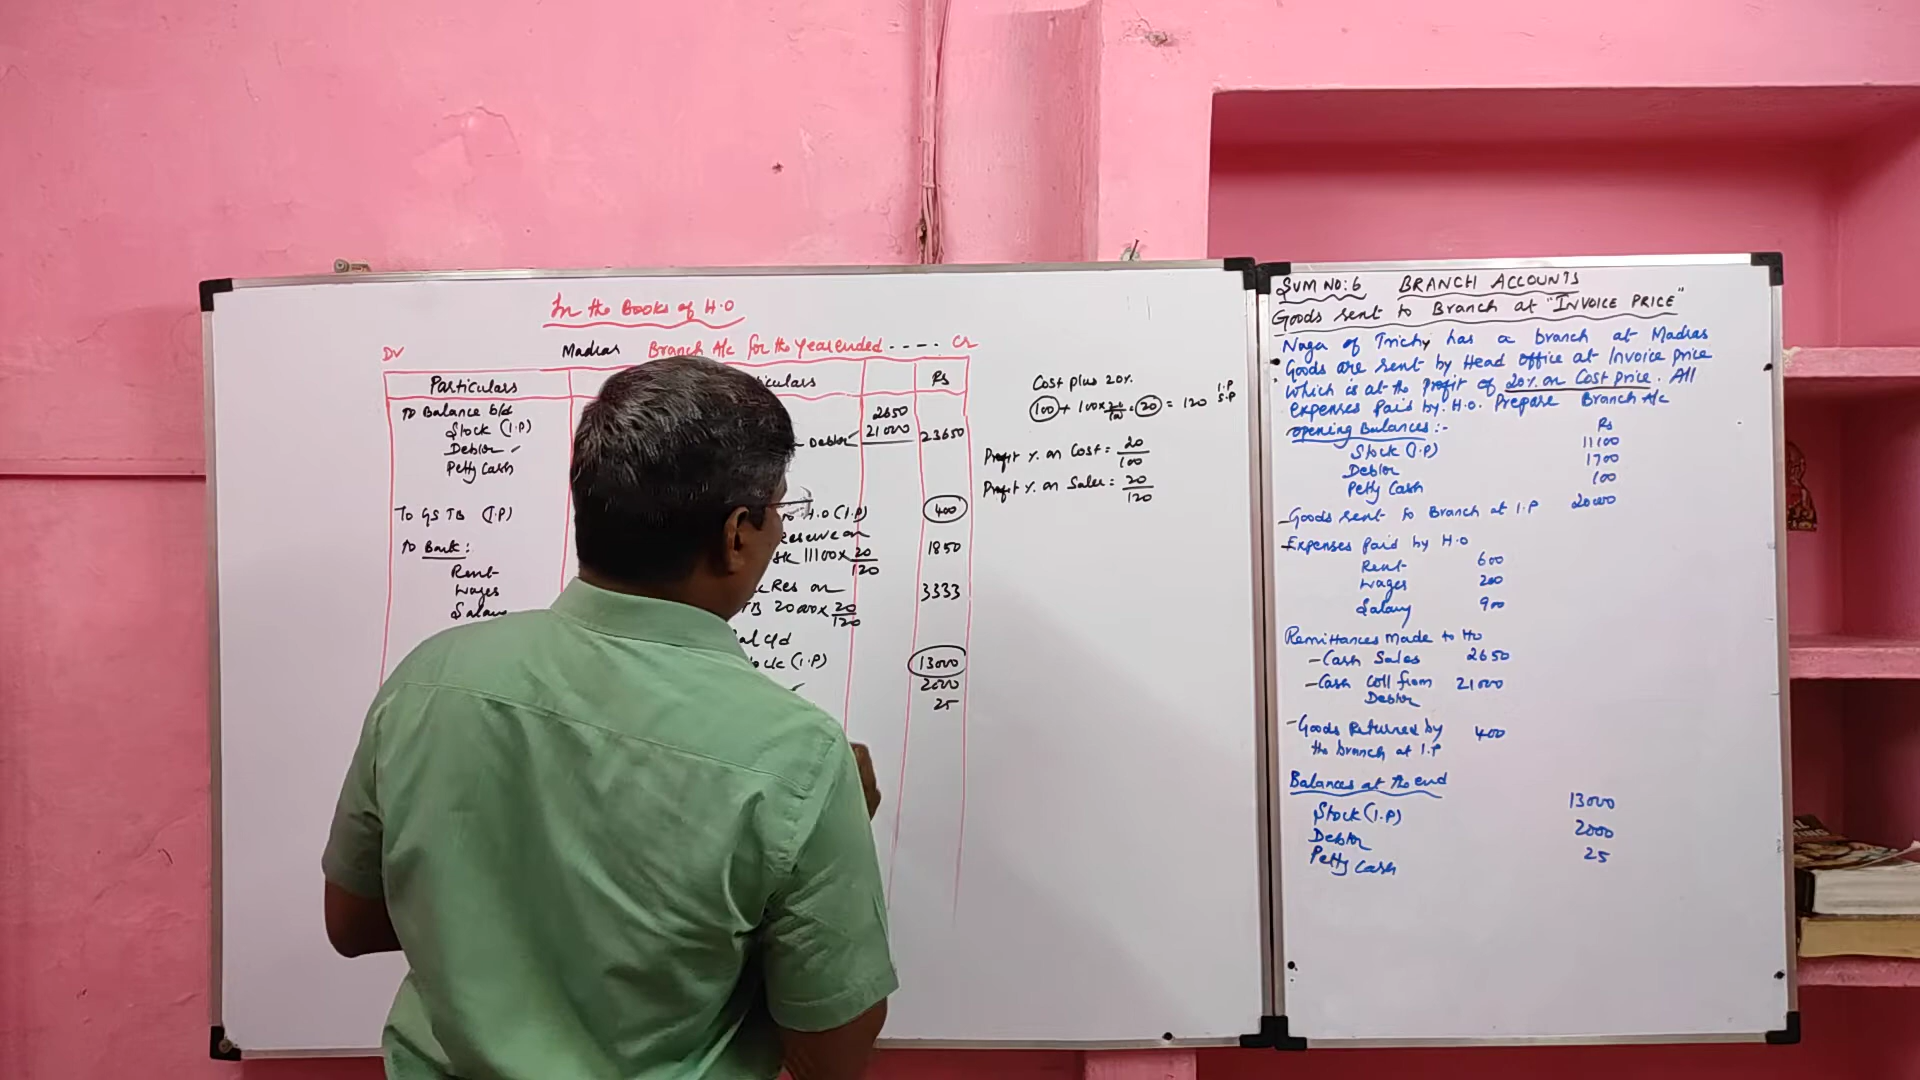 In the Books of H.O
Dr Madras Branch A/c for the Year ended .... Cr
Particulars iculars Rs
To Balance b/d
Stock (I.P)
Debtor
Petty Cash
To GSTB (I.P)
To Bank:
Rent
Wages
Salary
2650
Debtor 21000 23650
H.O (I.P) 400
eserve on
11100 × 20/120 1850
Res on 3333
TB 20000 × 20/120
al c/d
ock (I.P) 13000
2000
25
Cost plus 20%
100 + 100 × 20/100 = 20 = 120 I.P
S.P
Profit % on Cost = 20/100
Profit % on Sales = 20/120
SUM NO: 6 BRANCH ACCOUNTS
Goods sent to Branch at "INVOICE PRICE"
Naga of Trichy has a branch at Madras
Goods are sent by Head office at Invoice price
which is at the profit of 20% on Cost price. All
expenses paid by H.O. Prepare Branch A/c
opening Balances:- Rs
Stock (I.P) 11100
Debtor 1700
Petty Cash 100
- Goods sent to Branch at I.P 20000
- Expenses paid by H.O
Rent 600
Wages 200
Salary 900
Remittances made to HO
- Cash Sales 2650
- Cash Coll from 21000
Debtor
- Goods Returned by
the branch at I.P 400
Balances at the end
Stock (I.P) 13000
Debtor 2000
Petty Cash 25